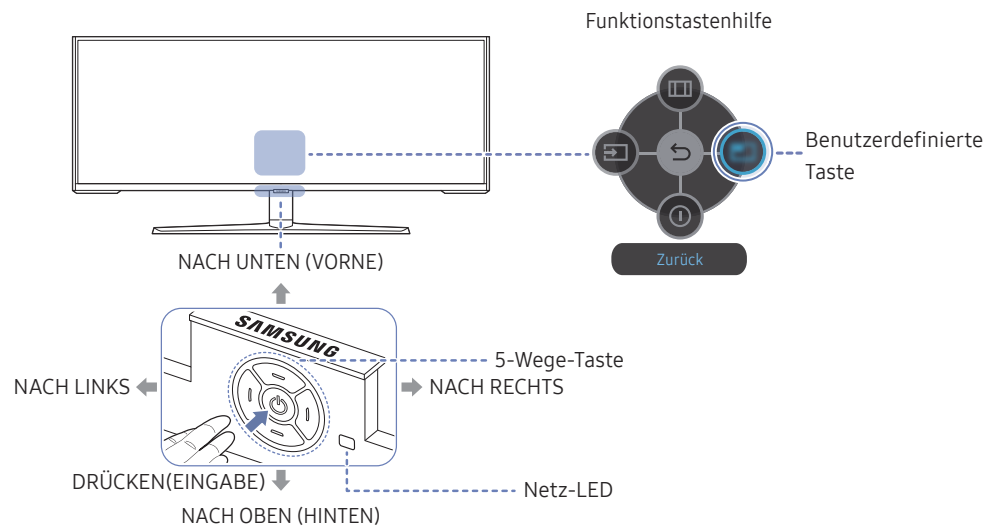 Funktionstastenhilfe
Benutzerdefinierte
Taste
Zurück
NACH UNTEN (VORNE)
SAMSUNG
5-Wege-Taste
NACH LINKS
NACH RECHTS
DRÜCKEN(EINGABE)
Netz-LED
NACH OBEN (HINTEN)